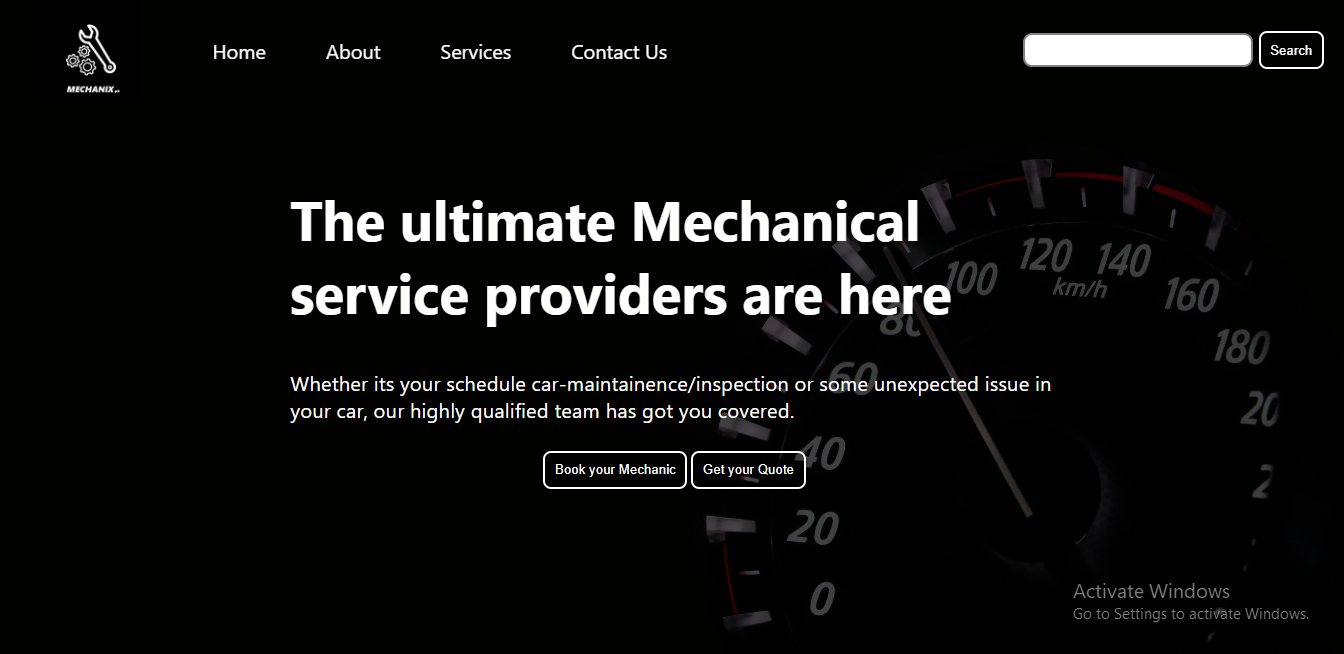 Home
About
Services
Contact Us
Search
MECHANIX
The ultimate Mechanical
service providers are here
Whether its your schedule car-maintainence/inspection or some unexpected issue in
your car, our highly qualified team has got you covered.
Book your Mechanic
Get your Quote
0
20
40
60
80
100
120
140
160
180
km/h
Activate Windows
Go to Settings to activate Windows.